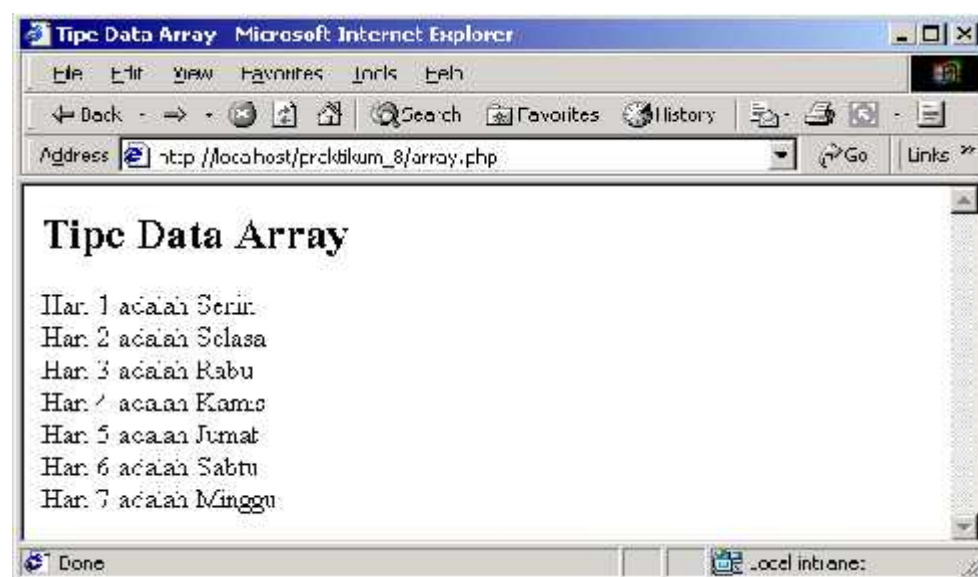 Tipe Data Array Microsoft Internet Explorer
File Edit View Favorites Tools Help
Back Search Favorites History
Address http://localhost/praktikum_8/array.php Go Links »
Tipe Data Array
Hari 1 adalah Senin
Hari 2 adalah Selasa
Hari 3 adalah Rabu
Hari 4 adalah Kamis
Hari 5 adalah Jumat
Hari 6 adalah Sabtu
Hari 7 adalah Minggu
Done Local intranet